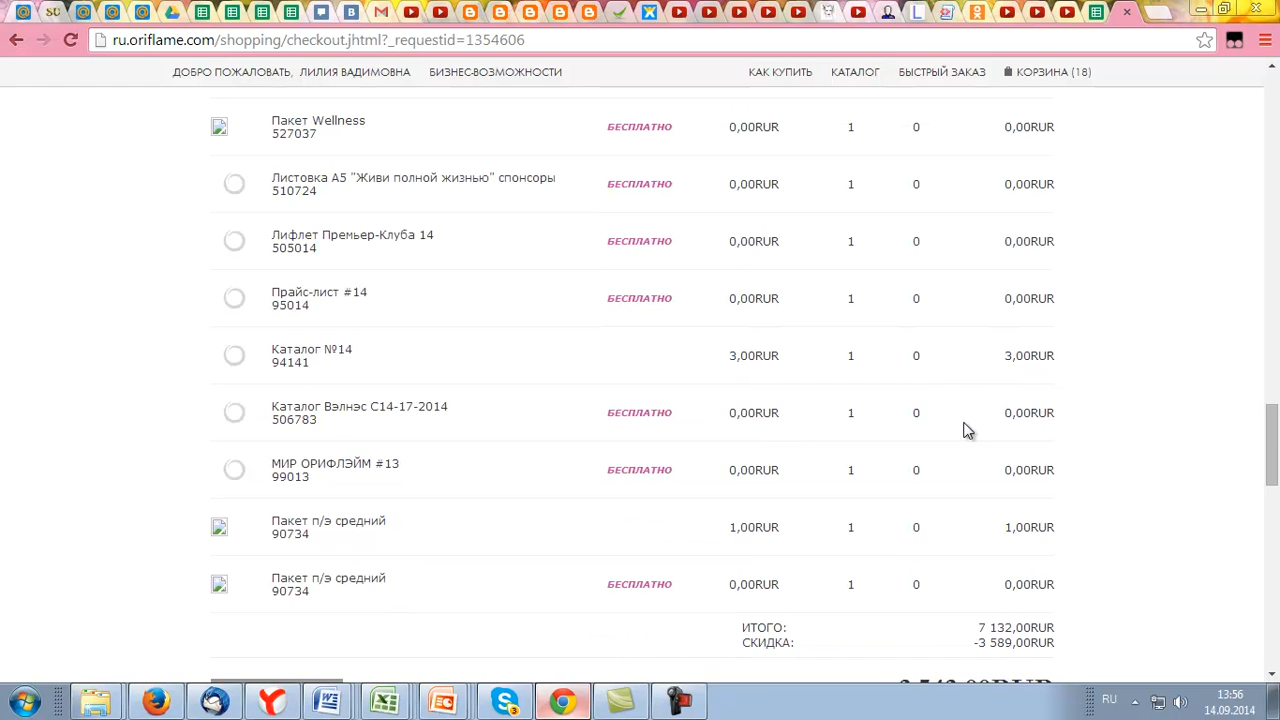 ru.oriflame.com/shopping/checkout.jhtml?_requestid=1354606
ДОБРО ПОЖАЛОВАТЬ, ЛИЛИЯ ВАДИМОВНА БИЗНЕС-ВОЗМОЖНОСТИ КАК КУПИТЬ КАТАЛОГ БЫСТРЫЙ ЗАКАЗ КОРЗИНА (18)
Пакет Wellness
527037
БЕСПЛАТНО 0,00RUR 1 0 0,00RUR
Листовка А5 "Живи полной жизнью" спонсоры
510724
БЕСПЛАТНО 0,00RUR 1 0 0,00RUR
Лифлет Премьер-Клуба 14
505014
БЕСПЛАТНО 0,00RUR 1 0 0,00RUR
Прайс-лист #14
95014
БЕСПЛАТНО 0,00RUR 1 0 0,00RUR
Каталог №14
94141
3,00RUR 1 0 3,00RUR
Каталог Вэлнэс С14-17-2014
506783
БЕСПЛАТНО 0,00RUR 1 0 0,00RUR
МИР ОРИФЛЭЙМ #13
99013
БЕСПЛАТНО 0,00RUR 1 0 0,00RUR
Пакет п/э средний
90734
1,00RUR 1 0 1,00RUR
Пакет п/э средний
90734
БЕСПЛАТНО 0,00RUR 1 0 0,00RUR
ИТОГО: 7 132,00RUR
СКИДКА: -3 589,00RUR
RU
13:56
14.09.2014